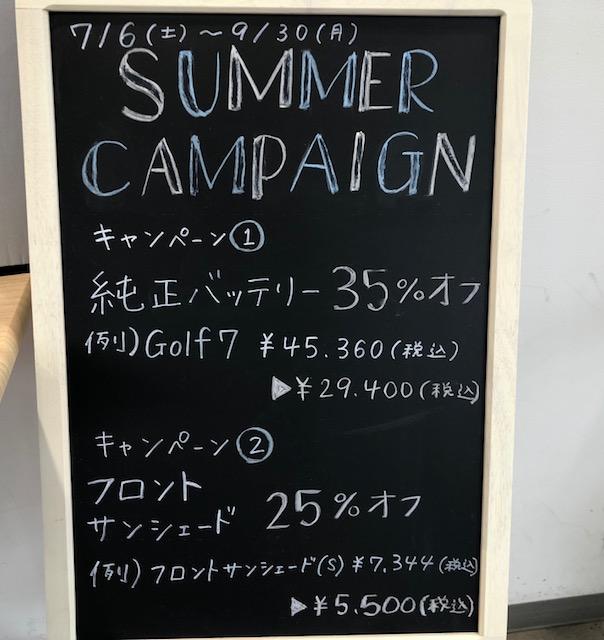 7/6(土)〜9/30(月)
SUMMER
CAMPAIGN
キャンペーン①
純正バッテリー 35%オフ
例)Golf7 ¥45.360(税込)
▶¥29.400(税込)
キャンペーン②
フロント
サンシェード 25%オフ
例)フロントサンシェード(S) ¥7.344(税込)
▶¥5.500(税込)